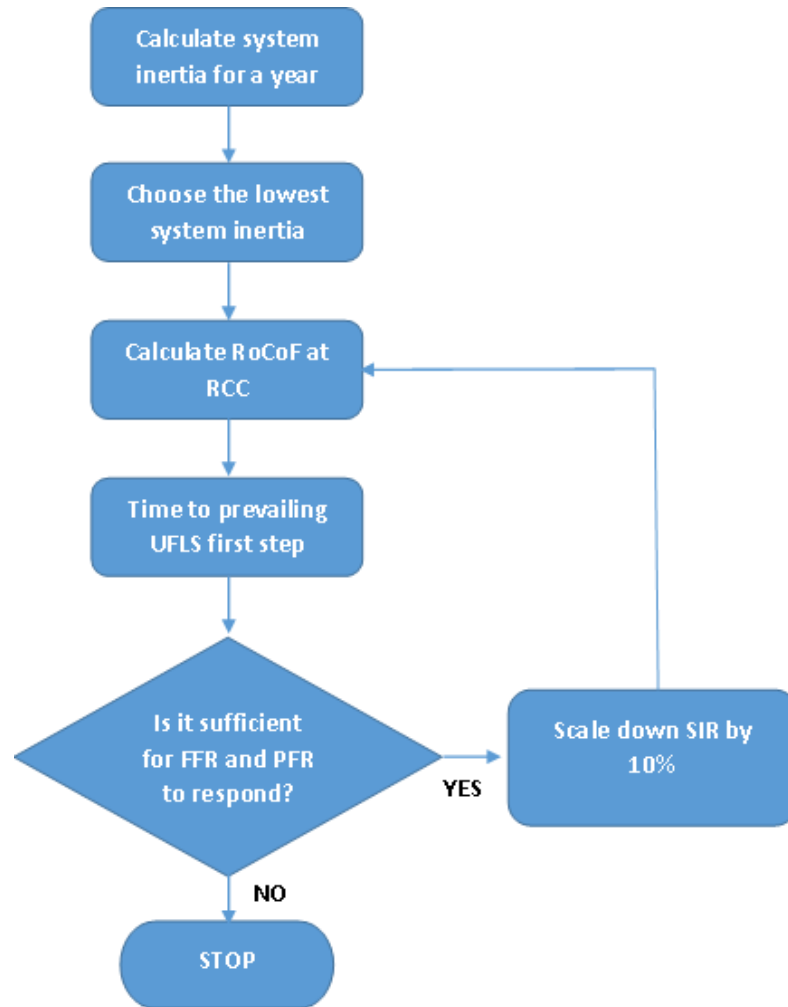 Calculate system
inertia for a year
Choose the lowest
system inertia
Calculate RoCoF at
RCC
Time to prevailing
UFLS first step
Is it sufficient
for FFR and PFR
to respond?
YES
Scale down SIR by
10%
NO
STOP